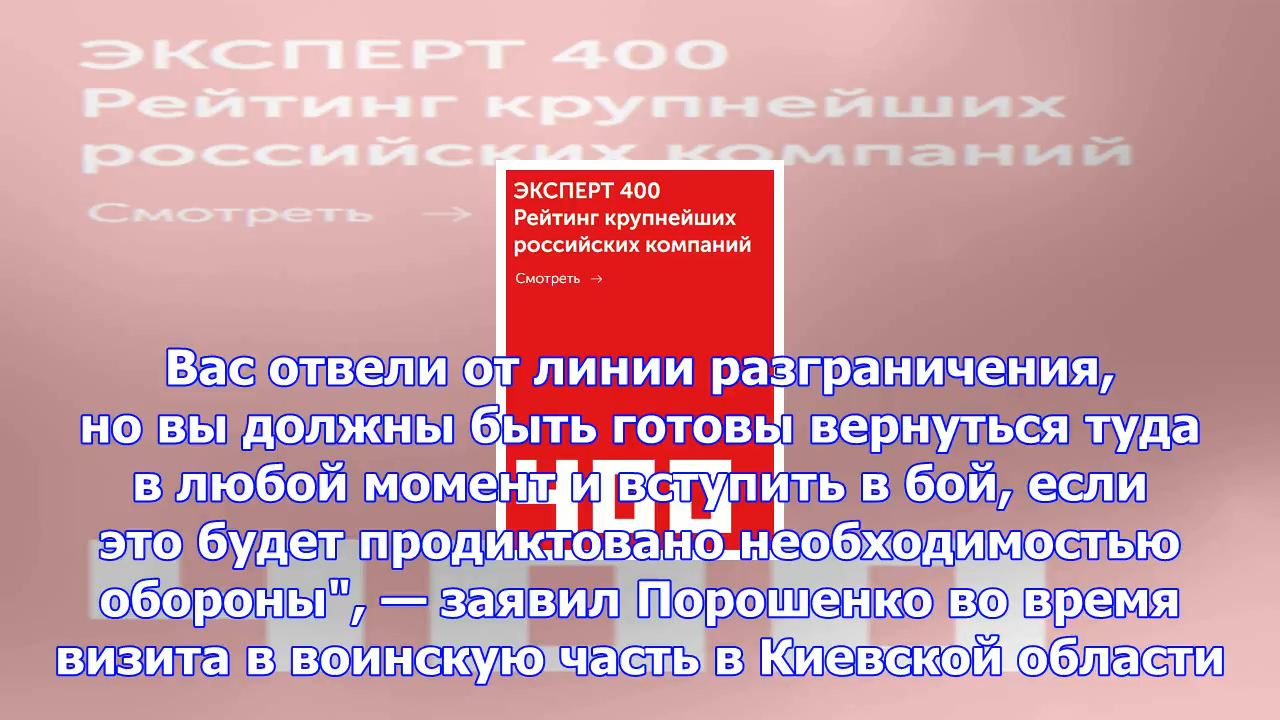 ЭКСПЕРТ 400
Рейтинг крупнейших
российских компаний
Смотреть →
ЭКСПЕРТ 400
Рейтинг крупнейших
российских компаний
Смотреть →
400
Вас отвели от линии разграничения,
но вы должны быть готовы вернуться туда
в любой момент и вступить в бой, если
это будет продиктовано необходимостью
обороны", — заявил Порошенко во время
визита в воинскую часть в Киевской области